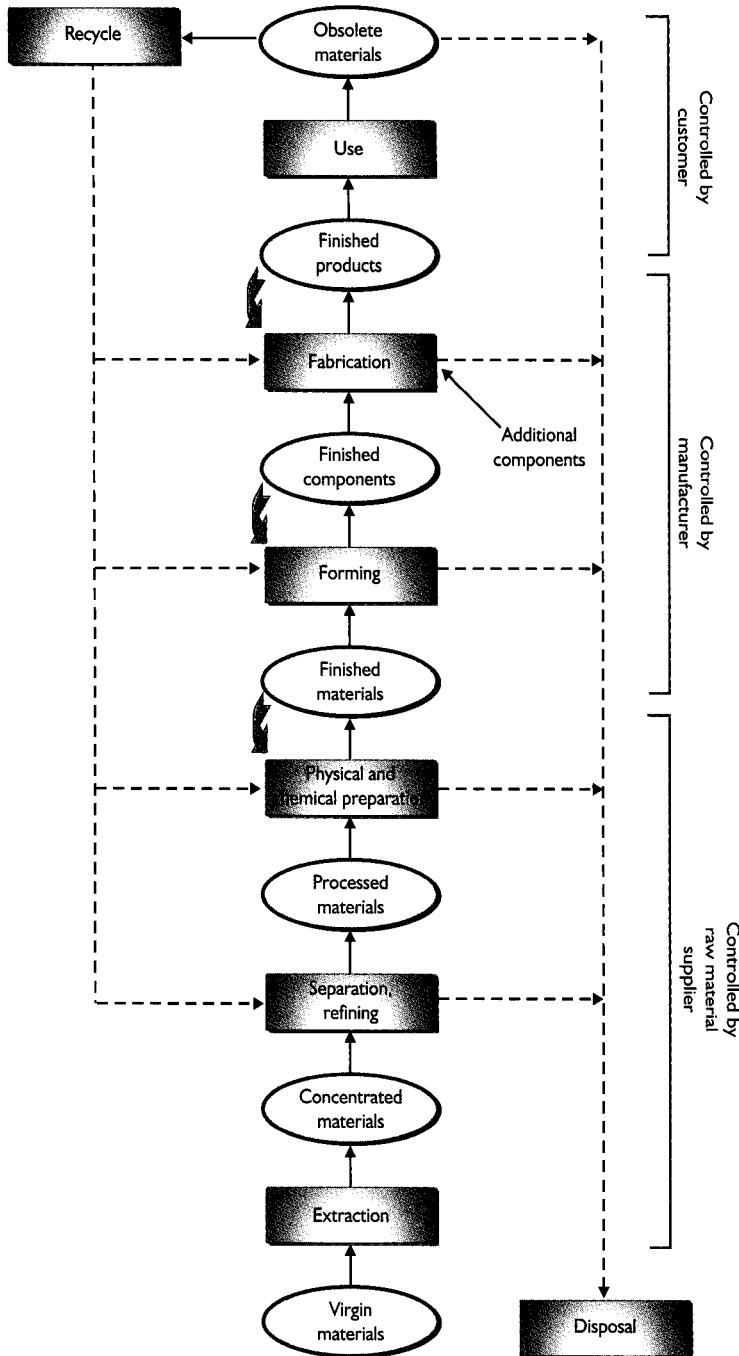 Recycle
Obsolete
materials
Use
Controlled by
customer
Finished
products
Fabrication
Additional
components
Finished
components
Controlled by
manufacturer
Forming
Finished
materials
Physical and
chemical preparation
Processed
materials
Controlled by
raw material
supplier
Separation,
refining
Concentrated
materials
Extraction
Virgin
materials
Disposal